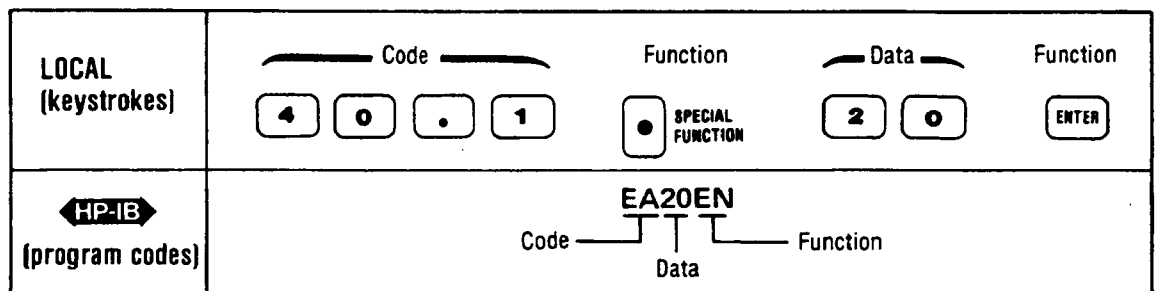 LOCAL
(keystrokes)
Code Function Data Function
4 0 . 1 SPECIAL FUNCTION 2 0 ENTER
HP-IB
(program codes)
EA20EN
Code Function
Data